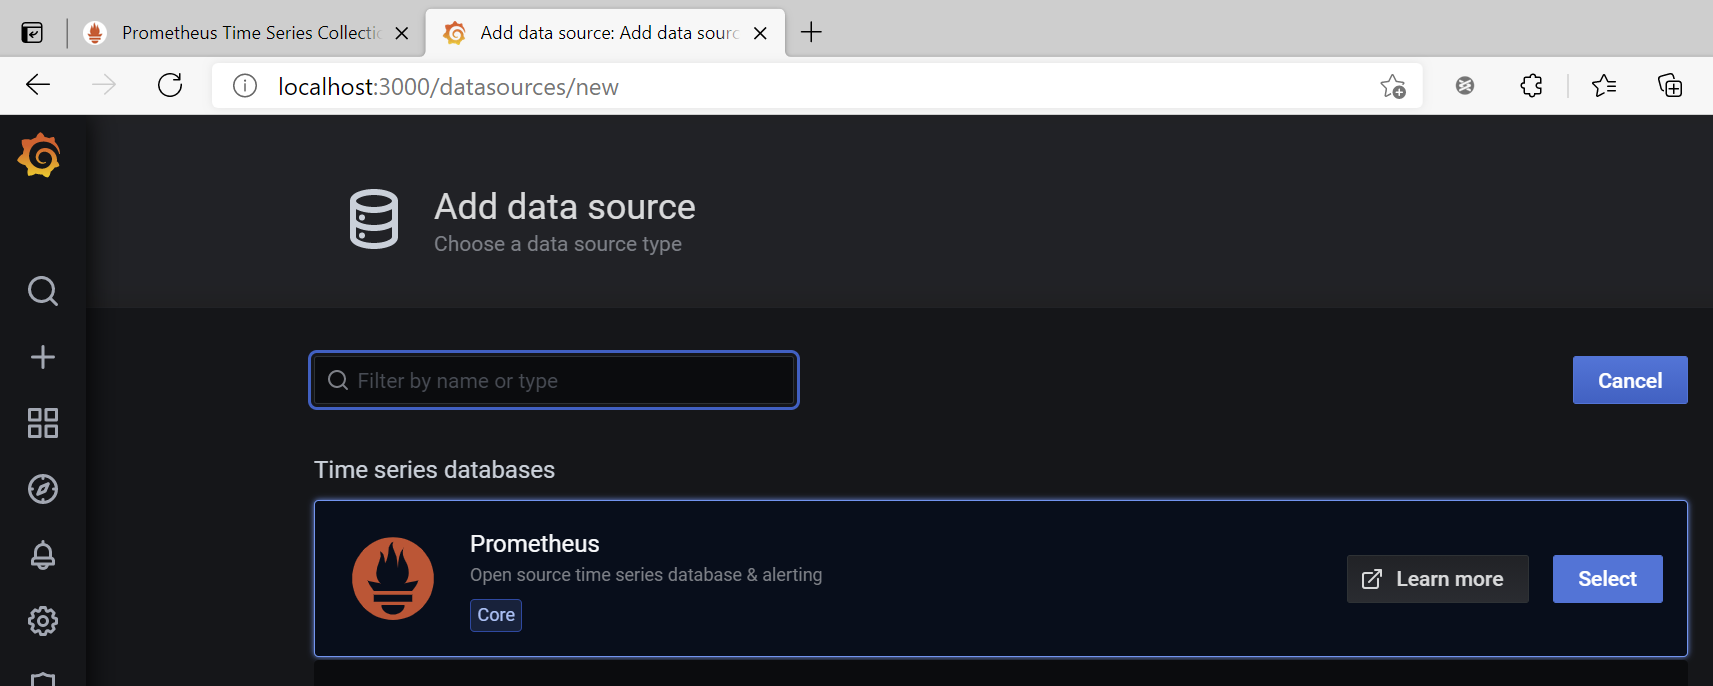 Prometheus Time Series Collectio
Add data source: Add data sourc
localhost:3000/datasources/new
Add data source
Choose a data source type
Filter by name or type
Cancel
Time series databases
Prometheus
Open source time series database & alerting
Core
Learn more
Select